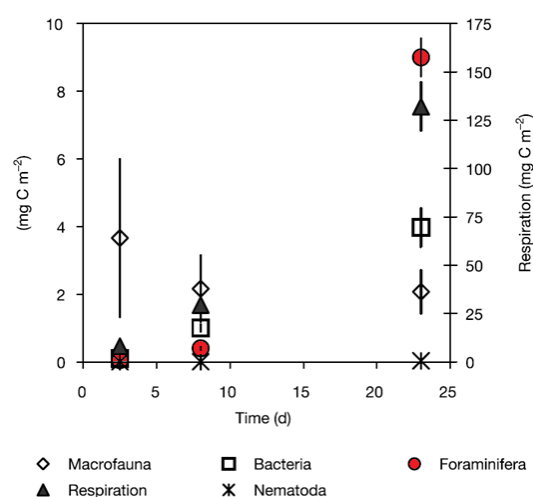 10
8
6
4
2
0
(mg C m–2)
175
150
125
100
75
50
25
0
Respiration (mg C m–2)
0
5
10
15
20
25
Time (d)
Macrofauna
Bacteria
Foraminifera
Respiration
Nematoda